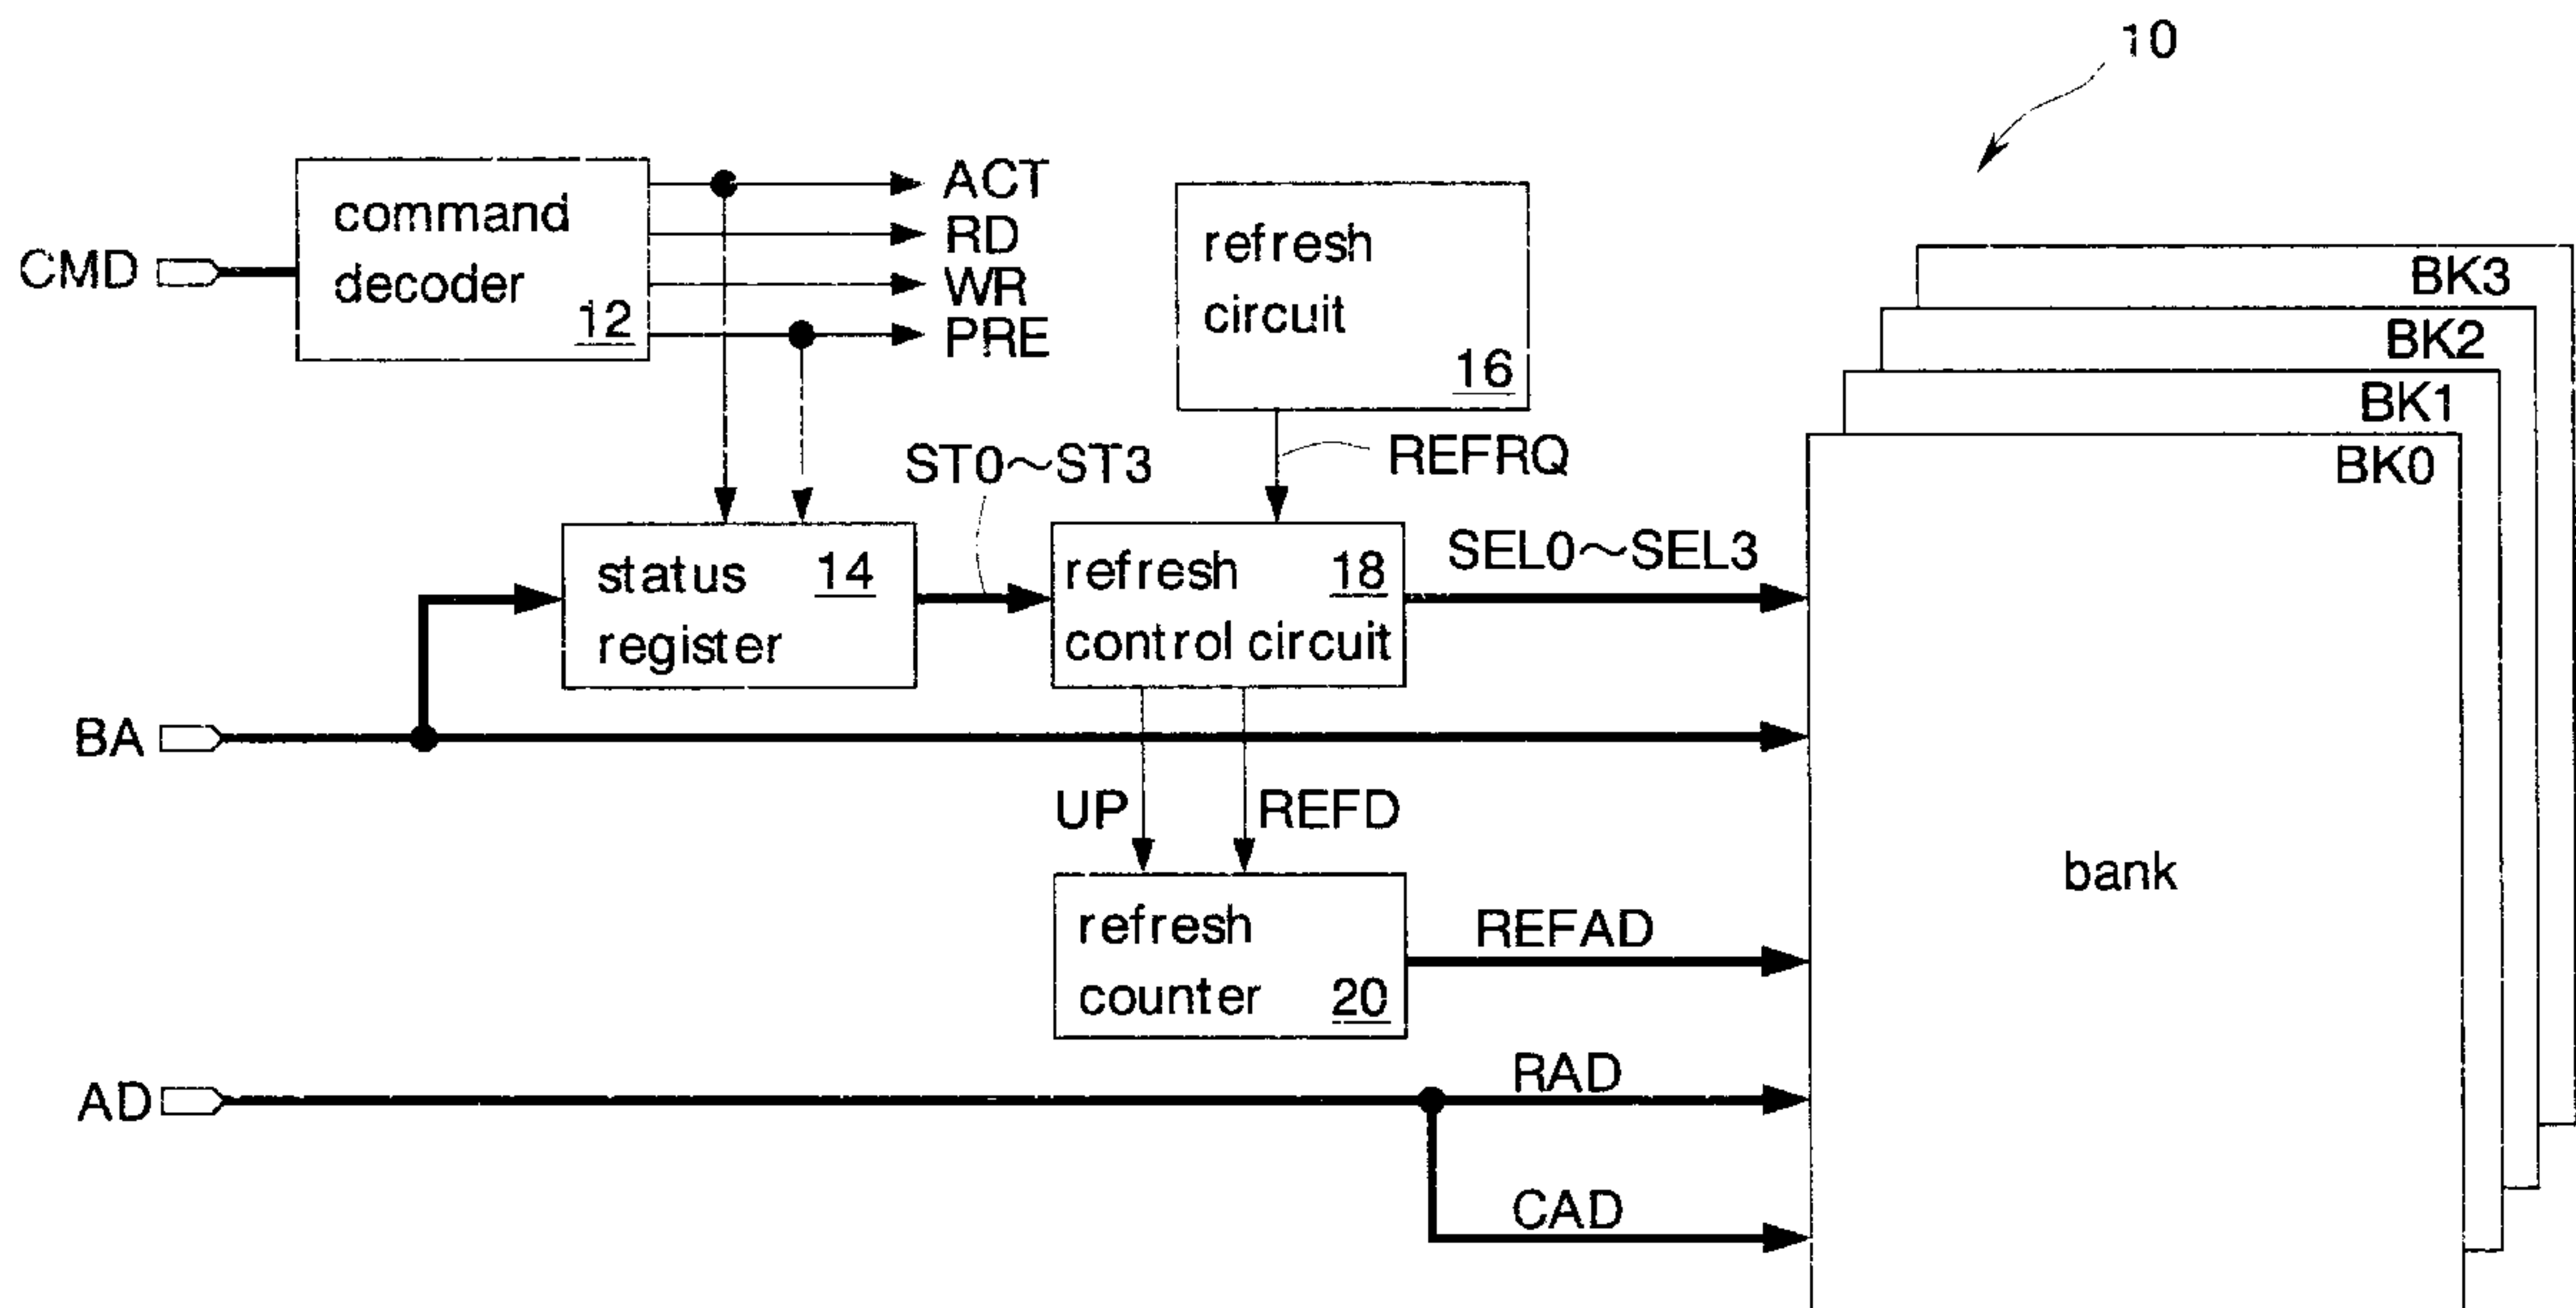 10
command
decoder
12
CMD
ACT
RD
WR
PRE
refresh
circuit
16
BK3
BK2
BK1
BK0
ST0～ST3
REFRQ
status
register
14
refresh
control circuit
18
SEL0～SEL3
BA
UP
REFD
bank
refresh
counter
20
REFAD
AD
RAD
CAD